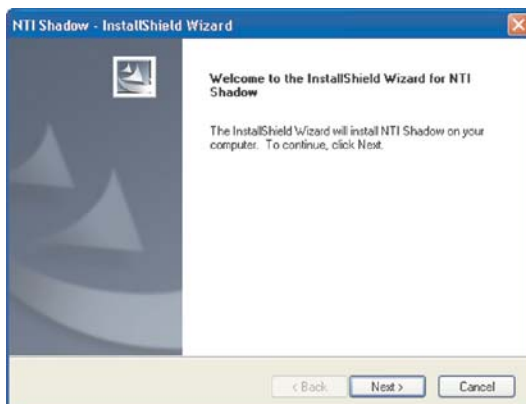 NTI Shadow - InstallShield Wizard
Welcome to the InstallShield Wizard for NTI
Shadow
The InstallShield Wizard will install NTI Shadow on your
computer. To continue, click Next.
< Back
Next >
Cancel